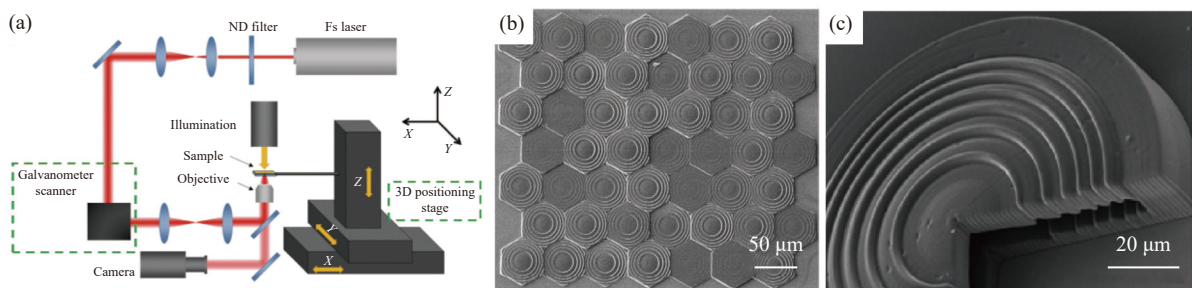 (a)
ND filter
Fs laser
Illumination
Sample
Objective
Galvanometer
scanner
Camera
Z
X
Y
Z
Y
X
3D positioning
stage
(b)
50 μm
(c)
20 μm